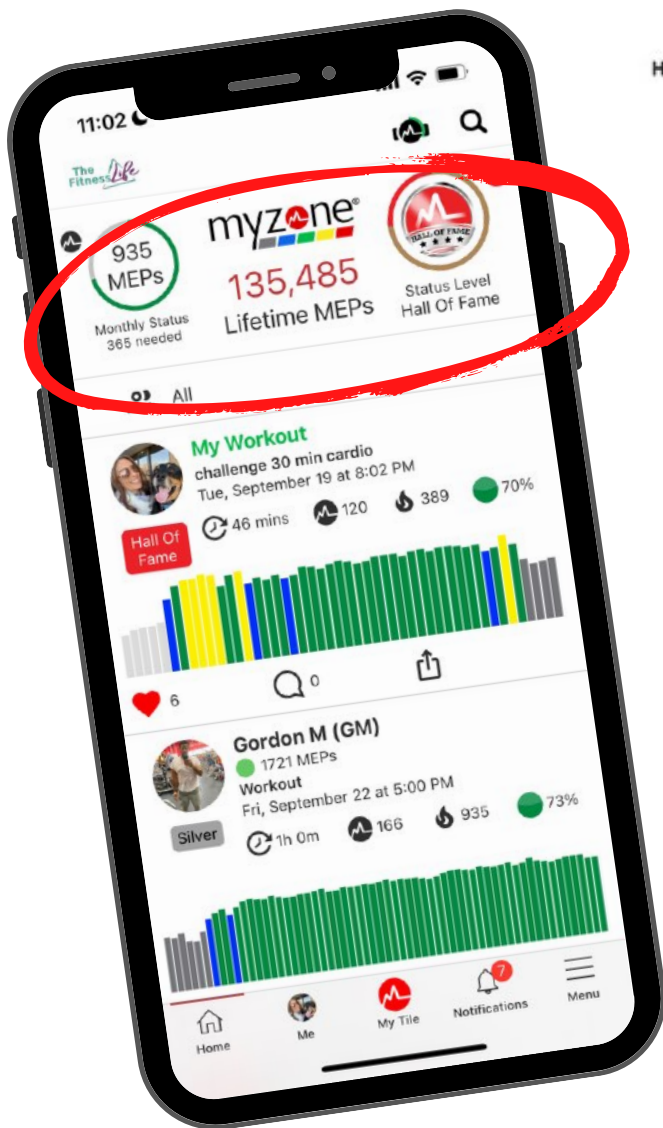 H
11:02
The
Fitness Life
935
MEPs
Monthly Status
365 needed
myzone®
135,485
Lifetime MEPs
HALL OF FAME
Status Level
Hall Of Fame
All
My Workout
challenge 30 min cardio
Tue, September 19 at 8:02 PM
46 mins 120 389 70%
Hall Of
Fame
6 0
Gordon M (GM)
1721 MEPs
Workout
Fri, September 22 at 5:00 PM
Silver
1h 0m 166 935 73%
7
Home Me My Tile Notifications Menu